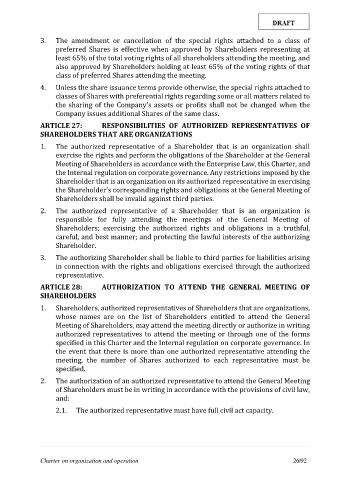 DRAFT
3. The amendment or cancellation of the special rights attached to a class of
preferred Shares is effective when approved by Shareholders representing at
least 65% of the total voting rights of all shareholders attending the meeting, and
also approved by Shareholders holding at least 65% of the voting rights of that
class of preferred Shares attending the meeting.
4. Unless the share issuance terms provide otherwise, the special rights attached to
classes of Shares with preferential rights regarding some or all matters related to
the sharing of the Company's assets or profits shall not be changed when the
Company issues additional Shares of the same class.
ARTICLE 27: RESPONSIBILITIES OF AUTHORIZED REPRESENTATIVES OF
SHAREHOLDERS THAT ARE ORGANIZATIONS
1. The authorized representative of a Shareholder that is an organization shall
exercise the rights and perform the obligations of the Shareholder at the General
Meeting of Shareholders in accordance with the Enterprise Law, this Charter, and
the Internal regulation on corporate governance. Any restrictions imposed by the
Shareholder that is an organization on its authorized representative in exercising
the Shareholder's corresponding rights and obligations at the General Meeting of
Shareholders shall be invalid against third parties.
2. The authorized representative of a Shareholder that is an organization is
responsible for fully attending the meetings of the General Meeting of
Shareholders; exercising the authorized rights and obligations in a truthful,
careful, and best manner; and protecting the lawful interests of the authorizing
Shareholder.
3. The authorizing Shareholder shall be liable to third parties for liabilities arising
in connection with the rights and obligations exercised through the authorized
representative.
ARTICLE 28: AUTHORIZATION TO ATTEND THE GENERAL MEETING OF
SHAREHOLDERS
1. Shareholders, authorized representatives of Shareholders that are organizations,
whose names are on the list of Shareholders entitled to attend the General
Meeting of Shareholders, may attend the meeting directly or authorize in writing
authorized representatives to attend the meeting or through one of the forms
specified in this Charter and the Internal regulation on corporate governance. In
the event that there is more than one authorized representative attending the
meeting, the number of Shares authorized to each representative must be
specified.
2. The authorization of an authorized representative to attend the General Meeting
of Shareholders must be in writing in accordance with the provisions of civil law,
and:
2.1. The authorized representative must have full civil act capacity.
Charter on organization and operation 26/92